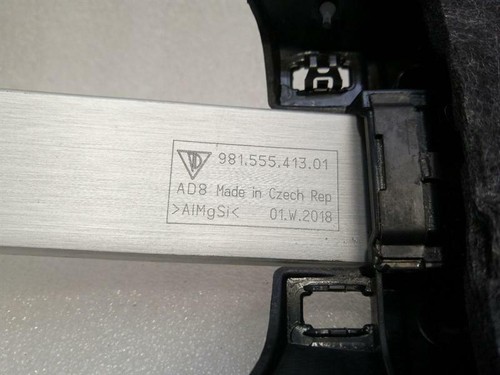 981.555.413.01
AD8 Made in Czech Rep
>AlMgSi< 01.W.2018